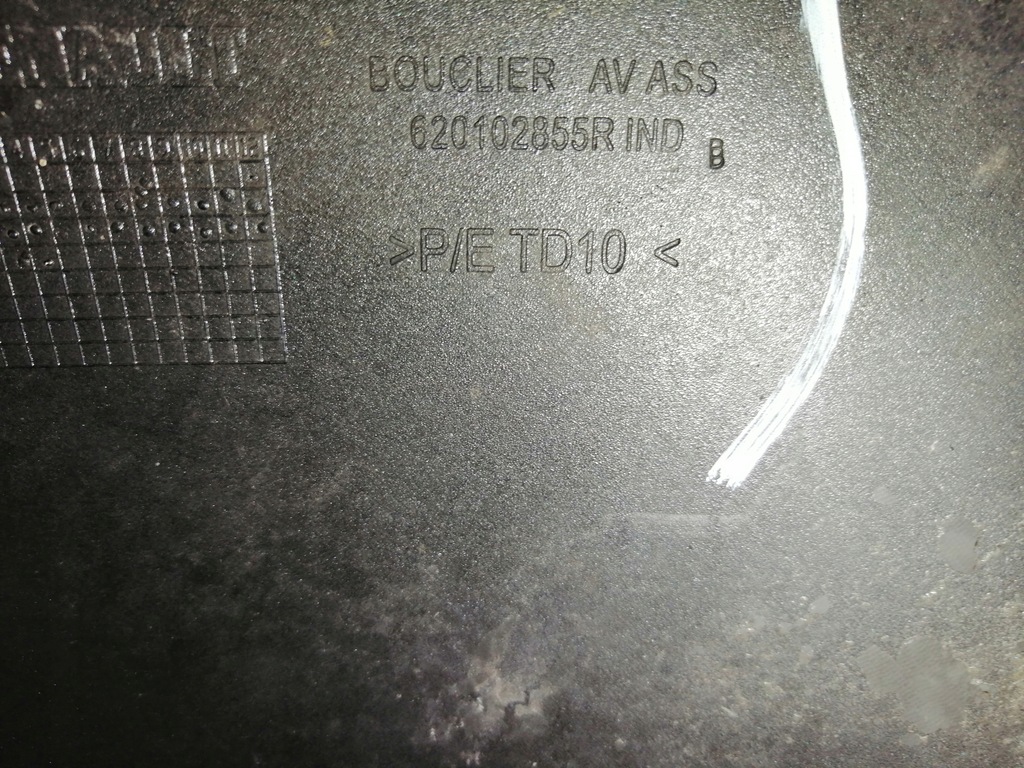 BOUCLIER AV ASS
620102855R IND B
>P/E TD10 <